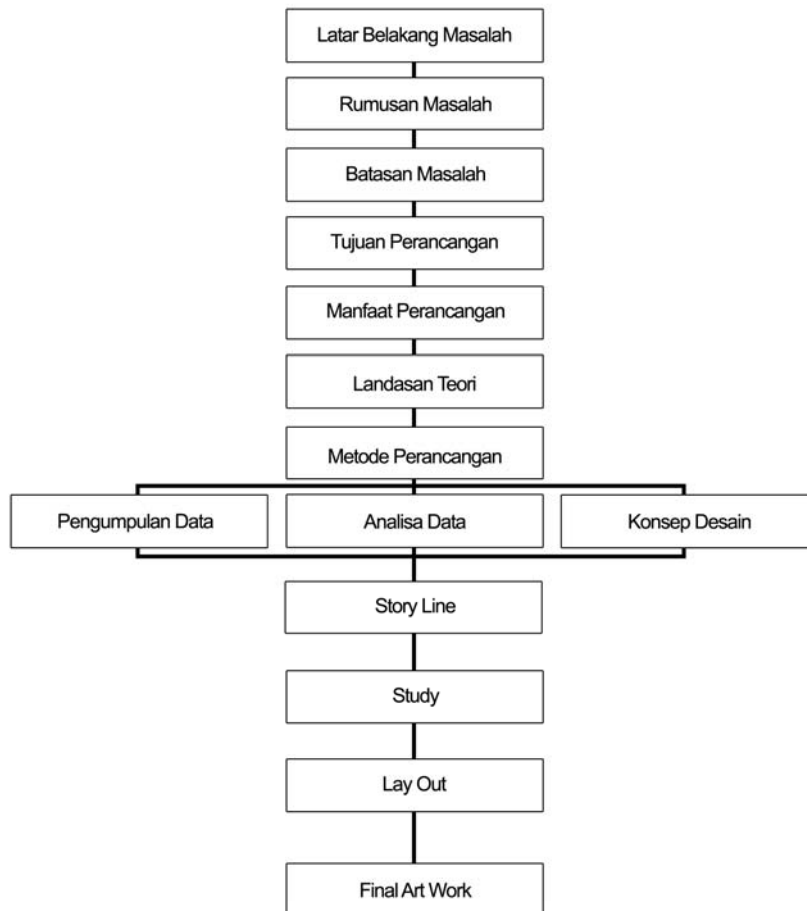 Latar Belakang Masalah
Rumusan Masalah
Batasan Masalah
Tujuan Perancangan
Manfaat Perancangan
Landasan Teori
Metode Perancangan
Pengumpulan Data
Analisa Data
Konsep Desain
Story Line
Study
Lay Out
Final Art Work